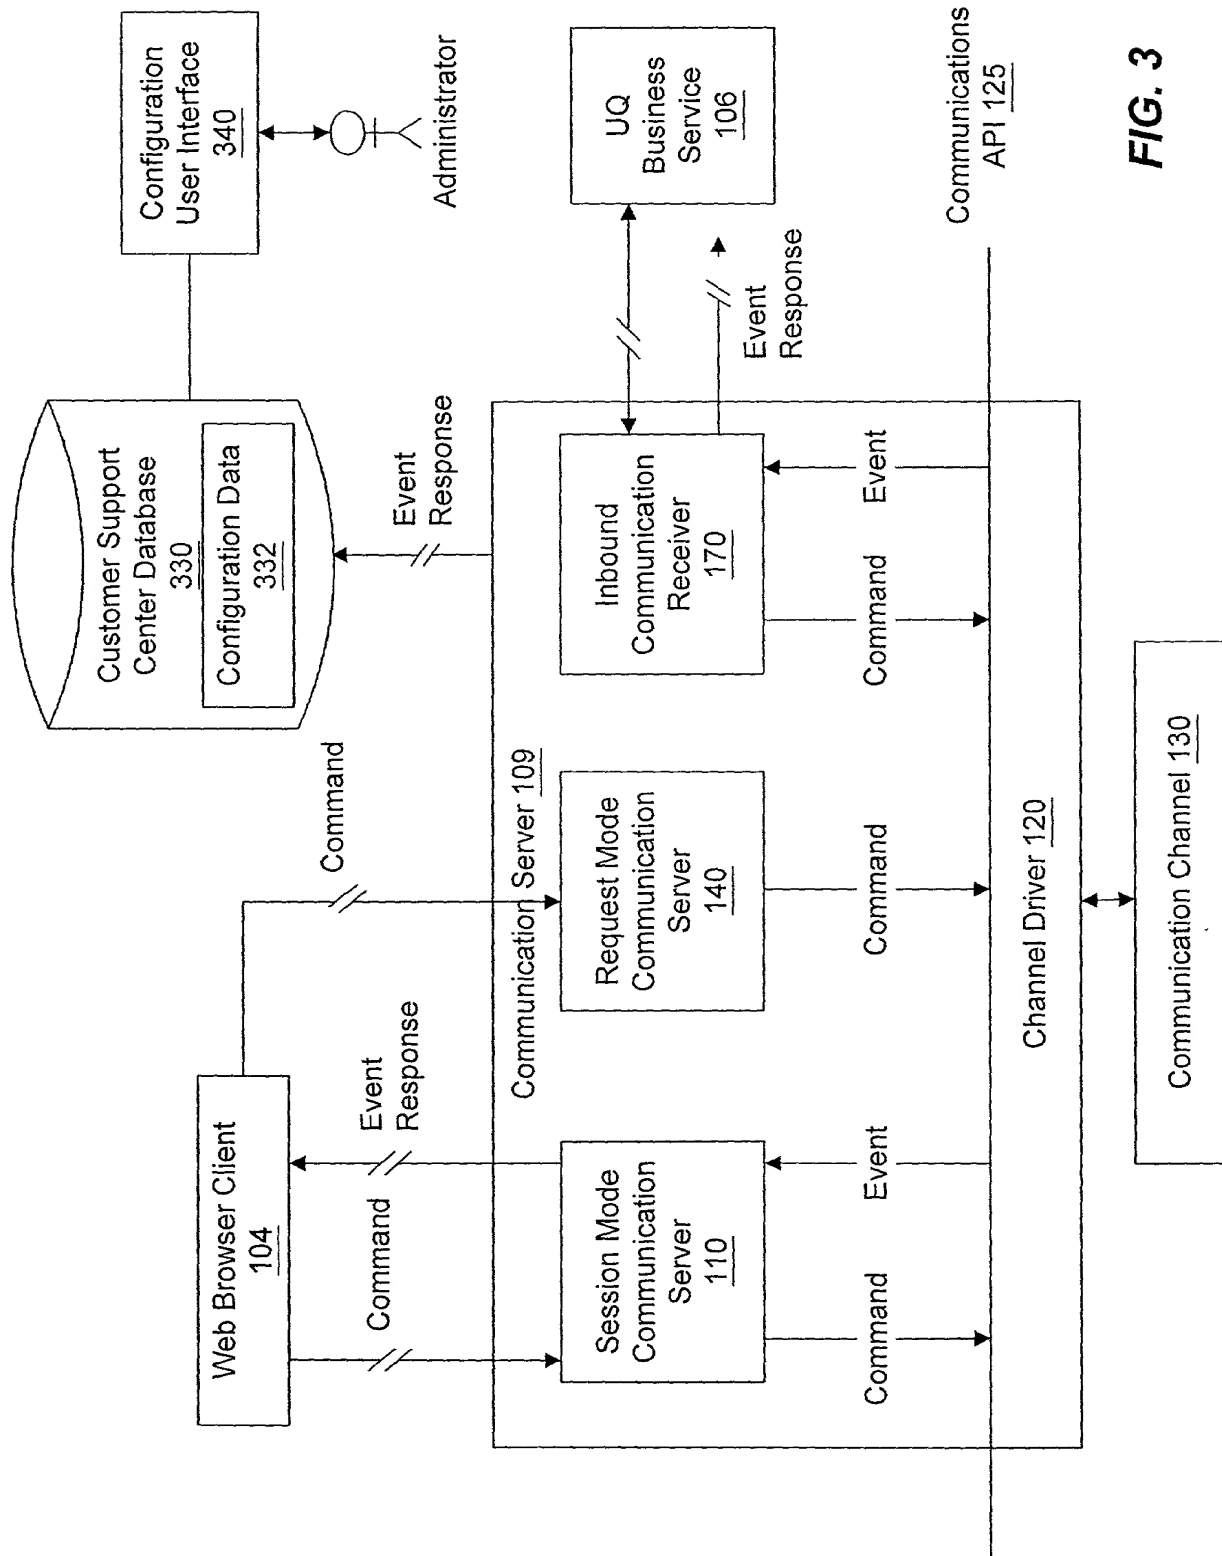 Web Browser Client
104
Command
Event
Response
Command
Customer Support
Center Database
330
Configuration Data
332
Event
Response
Configuration
User Interface
340
Administrator
Communication Server 109
Session Mode
Communication
Server
110
Request Mode
Communication
Server
140
Inbound
Communication
Receiver
170
UQ
Business
Service
106
Event
Response
Command
Event
Command
Command
Event
Communications
API 125
Channel Driver 120
Communication Channel 130
FIG. 3